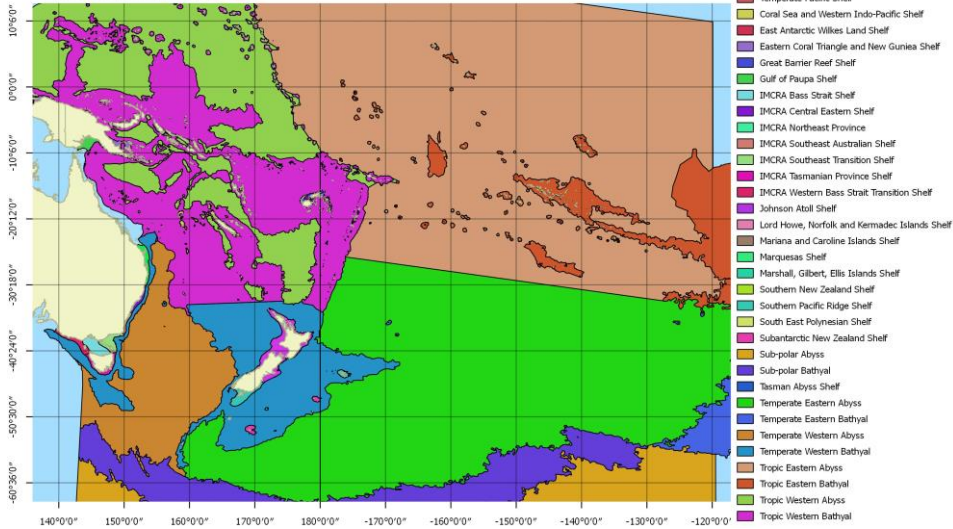 10°6'0"
0°0'0"
-10°6'0"
-20°12'0"
-30°18'0"
-40°24'0"
-50°30'0"
-60°36'0"
140°0'0"
150°0'0"
160°0'0"
170°0'0"
180°0'0"
-170°0'0"
-160°0'0"
-150°0'0"
-140°0'0"
-130°0'0"
-120°0'0"
Coral Sea and Western Indo-Pacific Shelf
East Antarctic Wilkes Land Shelf
Eastern Coral Triangle and New Guniea Shelf
Great Barrier Reef Shelf
Gulf of Paupa Shelf
IMCRA Bass Strait Shelf
IMCRA Central Eastern Shelf
IMCRA Northeast Province
IMCRA Southeast Australian Shelf
IMCRA Southeast Transition Shelf
IMCRA Tasmanian Province Shelf
IMCRA Western Bass Strait Transition Shelf
Johnson Atoll Shelf
Lord Howe, Norfolk and Kermadec Islands Shelf
Mariana and Caroline Islands Shelf
Marquesas Shelf
Marshall, Gilbert, Ellis Islands Shelf
Southern New Zealand Shelf
Southern Pacific Ridge Shelf
South East Polynesian Shelf
Subantarctic New Zealand Shelf
Sub-polar Abyss
Sub-polar Bathyal
Tasman Abyss Shelf
Temperate Eastern Abyss
Temperate Eastern Bathyal
Temperate Western Abyss
Temperate Western Bathyal
Tropic Eastern Abyss
Tropic Eastern Bathyal
Tropic Western Abyss
Tropic Western Bathyal